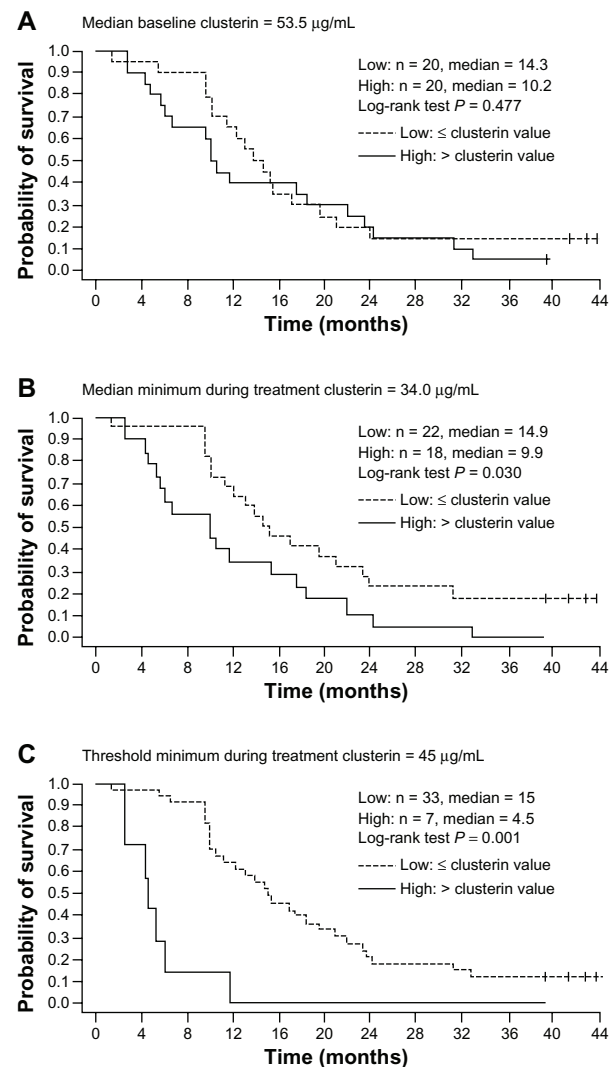 A
Median baseline clusterin = 53.5 μg/mL
Probability of survival
1.0
0.9
0.8
0.7
0.6
0.5
0.4
0.3
0.2
0.1
0.0
Low: n = 20, median = 14.3
High: n = 20, median = 10.2
Log-rank test P = 0.477
Low: ≤ clusterin value
High: > clusterin value
0 4 8 12 16 20 24 28 32 36 40 44
Time (months)
B
Median minimum during treatment clusterin = 34.0 μg/mL
Probability of survival
1.0
0.9
0.8
0.7
0.6
0.5
0.4
0.3
0.2
0.1
0.0
Low: n = 22, median = 14.9
High: n = 18, median = 9.9
Log-rank test P = 0.030
Low: ≤ clusterin value
High: > clusterin value
0 4 8 12 16 20 24 28 32 36 40 44
Time (months)
C
Threshold minimum during treatment clusterin = 45 μg/mL
Probability of survival
1.0
0.9
0.8
0.7
0.6
0.5
0.4
0.3
0.2
0.1
0.0
Low: n = 33, median = 15
High: n = 7, median = 4.5
Log-rank test P = 0.001
Low: ≤ clusterin value
High: > clusterin value
0 4 8 12 16 20 24 28 32 36 40 44
Time (months)